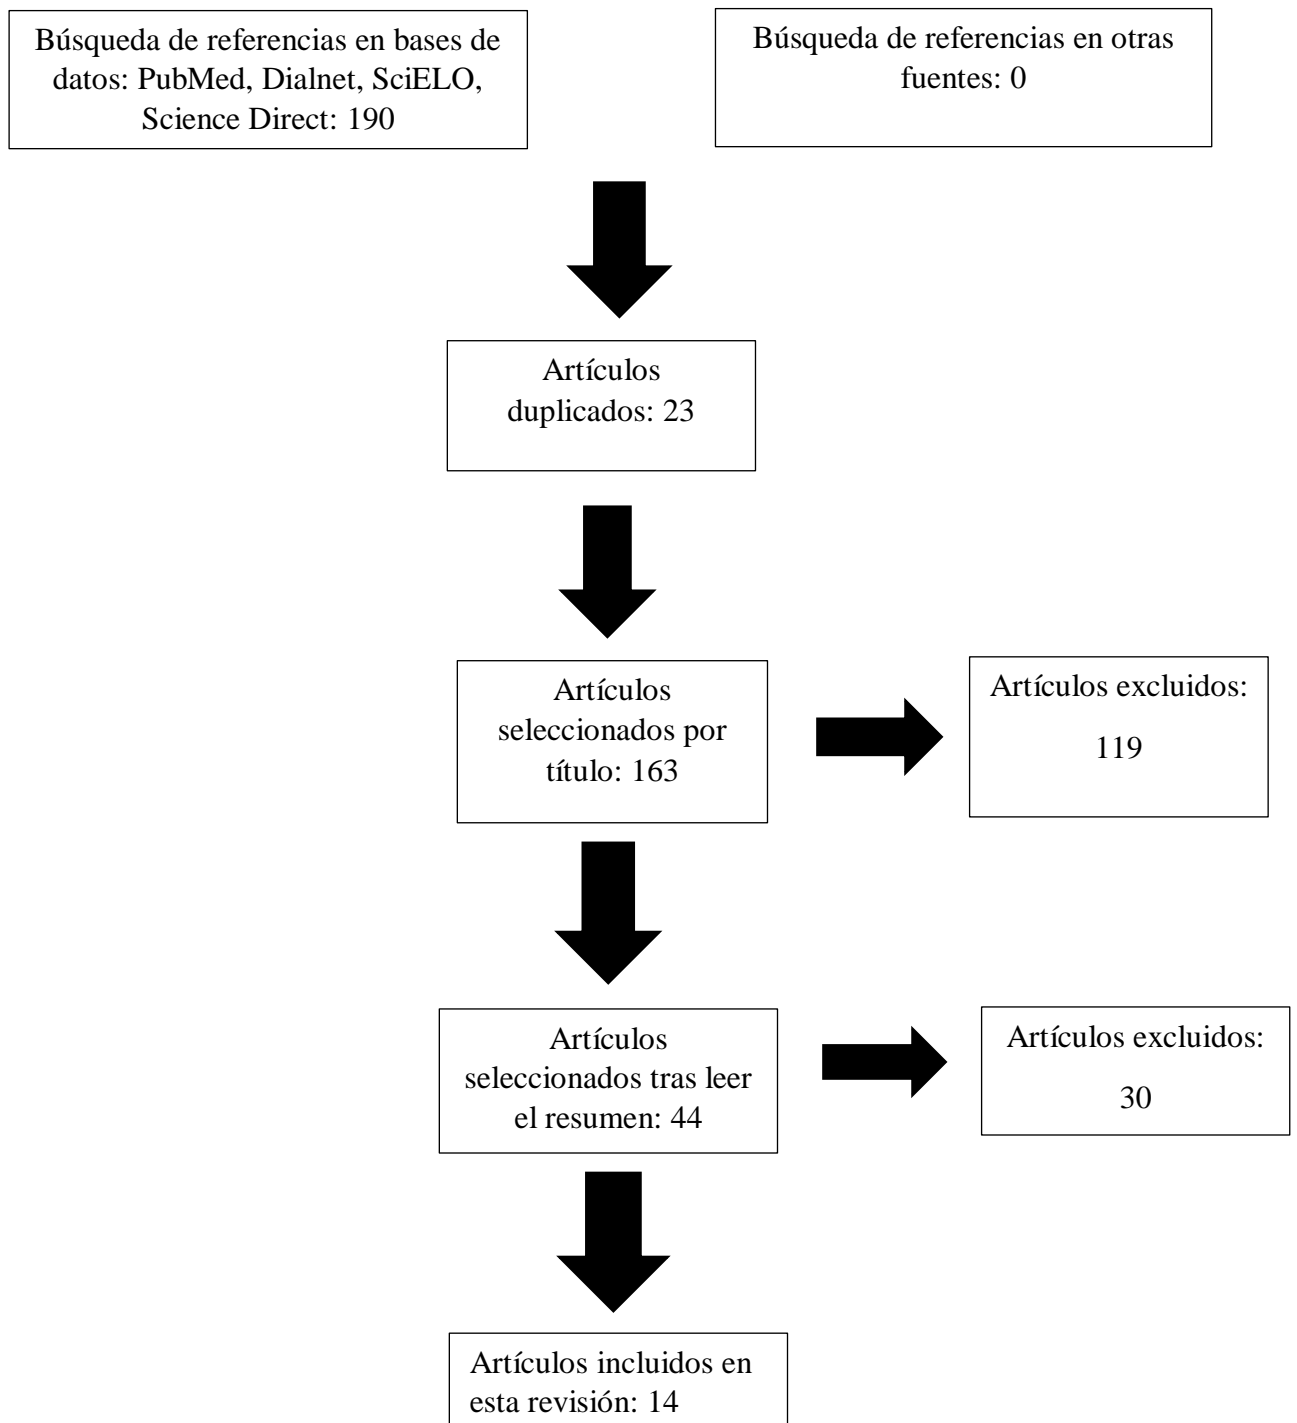 Búsqueda de referencias en bases de
datos: PubMed, Dialnet, SciELO,
Science Direct: 190
Búsqueda de referencias en otras
fuentes: 0
Artículos
duplicados: 23
Artículos
seleccionados por
título: 163
Artículos excluidos:
119
Artículos
seleccionados tras leer
el resumen: 44
Artículos excluidos:
30
Artículos incluidos en
esta revisión: 14